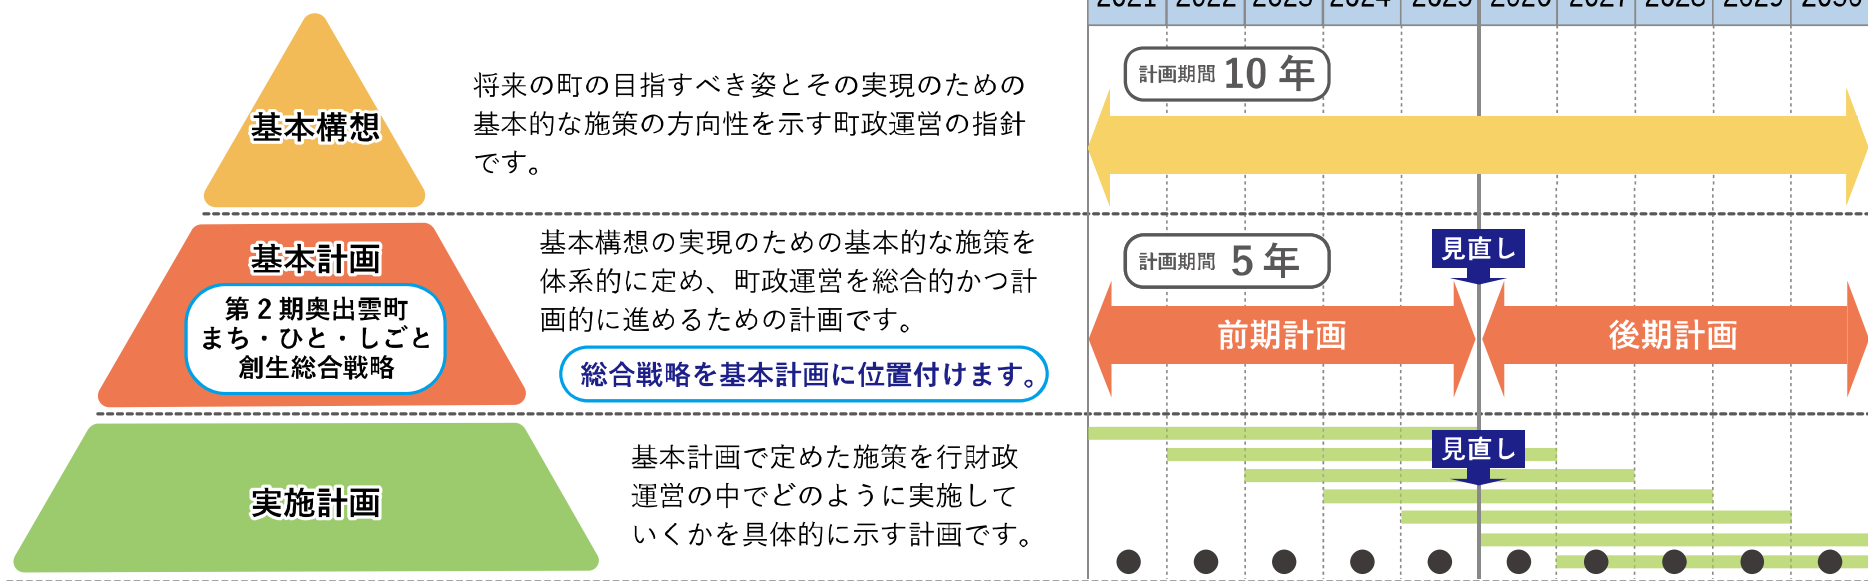 2021 2022 2023 2024 2025 2026 2027 2028 2029 2030
基本構想
将来の町の目指すべき姿とその実現のための
基本的な施策の方向性を示す町政運営の指針
です。
計画期間 10 年
基本計画
第 2 期奥出雲町
まち・ひと・しごと
創生総合戦略
基本構想の実現のための基本的な施策を
体系的に定め、町政運営を総合的かつ計
画的に進めるための計画です。
総合戦略を基本計画に位置付けます。
計画期間 5 年
見直し
前期計画
後期計画
実施計画
基本計画で定めた施策を行財政
運営の中でどのように実施して
いくかを具体的に示す計画です。
見直し